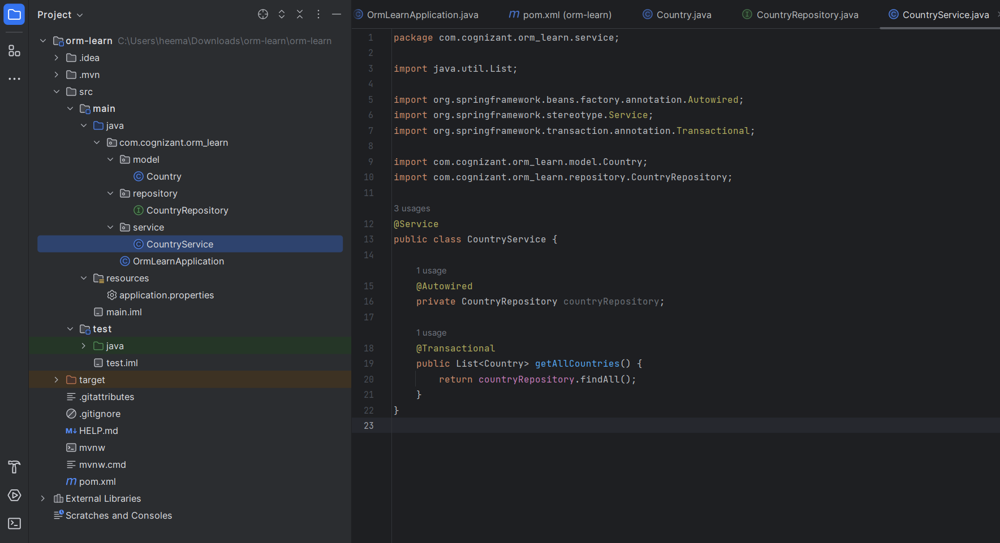 Project
orm-learn C:\Users\heema\Downloads\orm-learn\orm-learn
.idea
.mvn
src
main
java
com.cognizant.orm_learn
model
Country
repository
CountryRepository
service
CountryService
OrmLearnApplication
resources
application.properties
main.iml
test
java
test.iml
target
.gitattributes
.gitignore
HELP.md
mvnw
mvnw.cmd
pom.xml
External Libraries
Scratches and Consoles
OrmLearnApplication.java pom.xml (orm-learn) Country.java CountryRepository.java CountryService.java
1 package com.cognizant.orm_learn.service;
2
3 import java.util.List;
4
5 import org.springframework.beans.factory.annotation.Autowired;
6 import org.springframework.stereotype.Service;
7 import org.springframework.transaction.annotation.Transactional;
8
9 import com.cognizant.orm_learn.model.Country;
10 import com.cognizant.orm_learn.repository.CountryRepository;
11
3 usages
12 @Service
13 public class CountryService {
14
1 usage
15 @Autowired
16 private CountryRepository countryRepository;
17
1 usage
18 @Transactional
19 public List<Country> getAllCountries() {
20 return countryRepository.findAll();
21 }
22 }
23